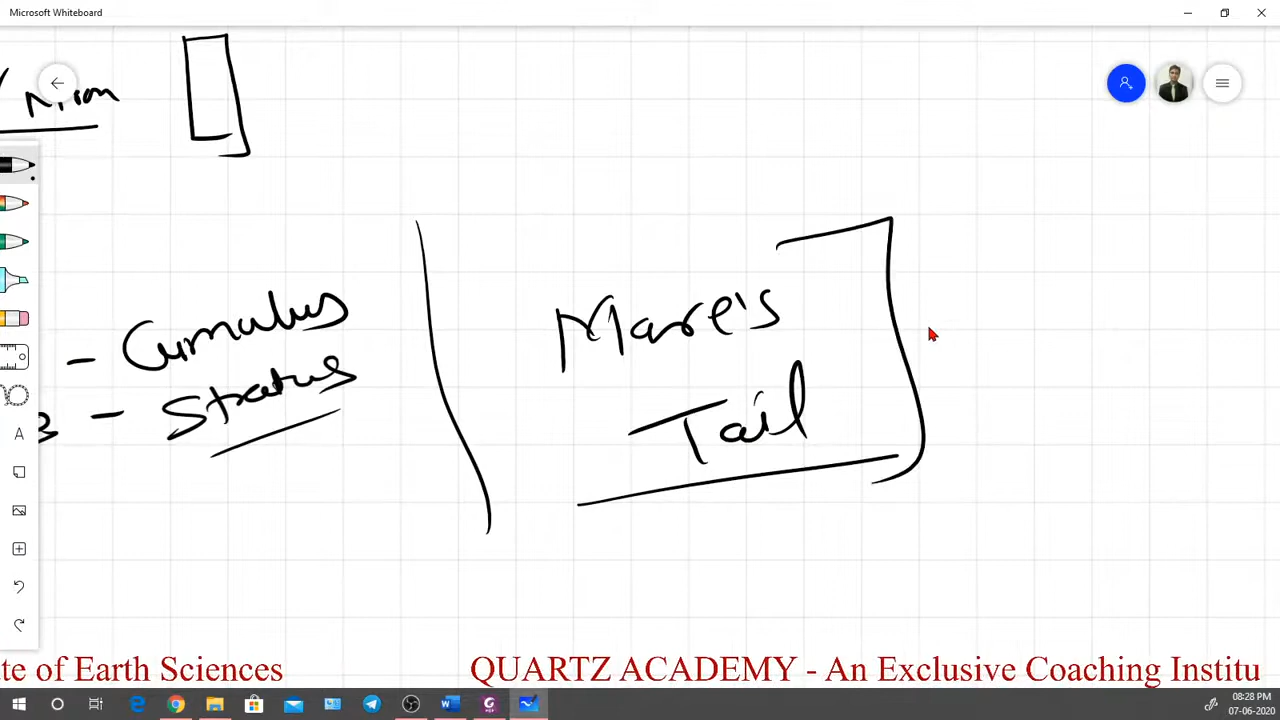 Microsoft Whiteboard
- Cumulus
3 - Stratus
Mare's
Tail
A
te of Earth Sciences QUARTZ ACADEMY - An Exclusive Coaching Institu
08:28 PM
07-06-2020